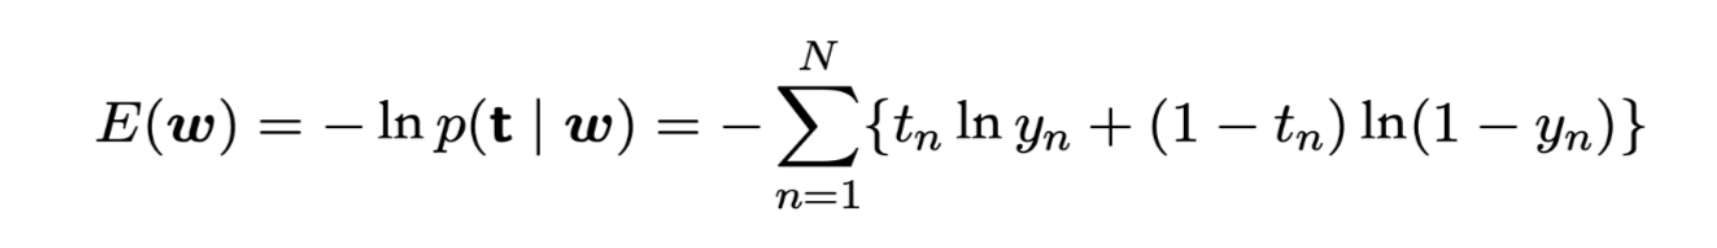 E(w) = − ln p(t | w) = − ∑_{n=1}^{N} {t_n ln y_n + (1 − t_n) ln(1 − y_n)}